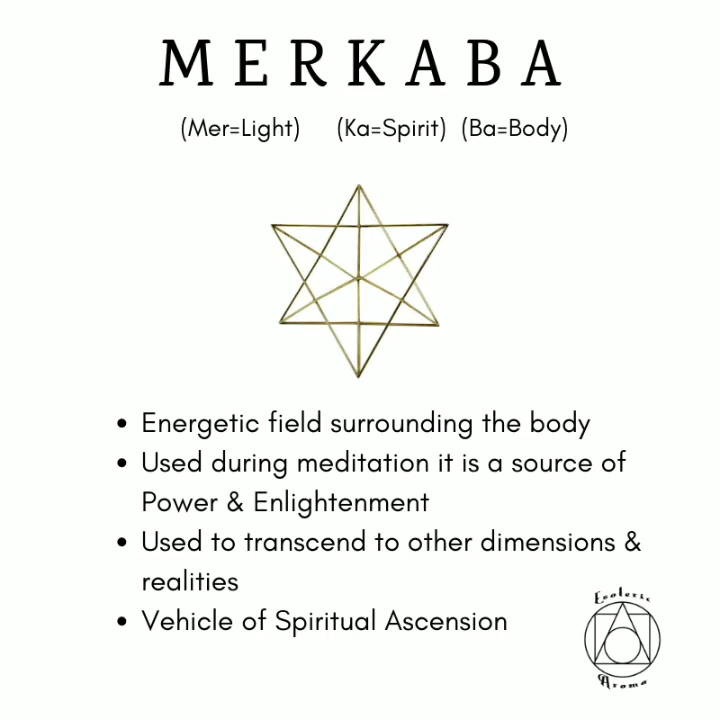 MERKABA
(Mer=Light) (Ka=Spirit) (Ba=Body)
• Energetic field surrounding the body
• Used during meditation it is a source of
Power & Enlightenment
• Used to transcend to other dimensions &
realities
• Vehicle of Spiritual Ascension
Esoteric
Aroma